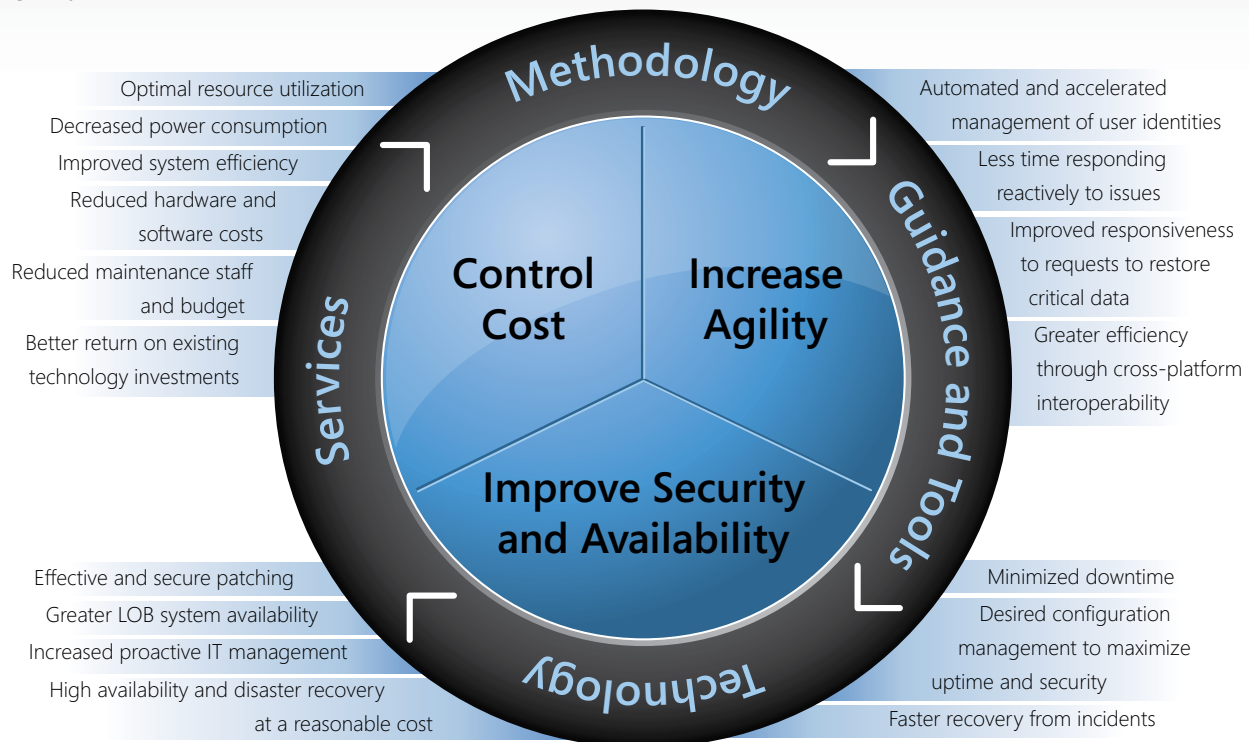 Methodology
Optimal resource utilization
Decreased power consumption
Improved system efficiency
Reduced hardware and
software costs
Reduced maintenance staff
and budget
Better return on existing
technology investments
Automated and accelerated
management of user identities
Less time responding
reactively to issues
Improved responsiveness
to requests to restore
critical data
Greater efficiency
through cross-platform
interoperability
Services
Control
Cost
Increase
Agility
Improve Security
and Availability
Guidance and Tools
Effective and secure patching
Greater LOB system availability
Increased proactive IT management
High availability and disaster recovery
at a reasonable cost
Minimized downtime
Desired configuration
management to maximize
uptime and security
Faster recovery from incidents
Technology